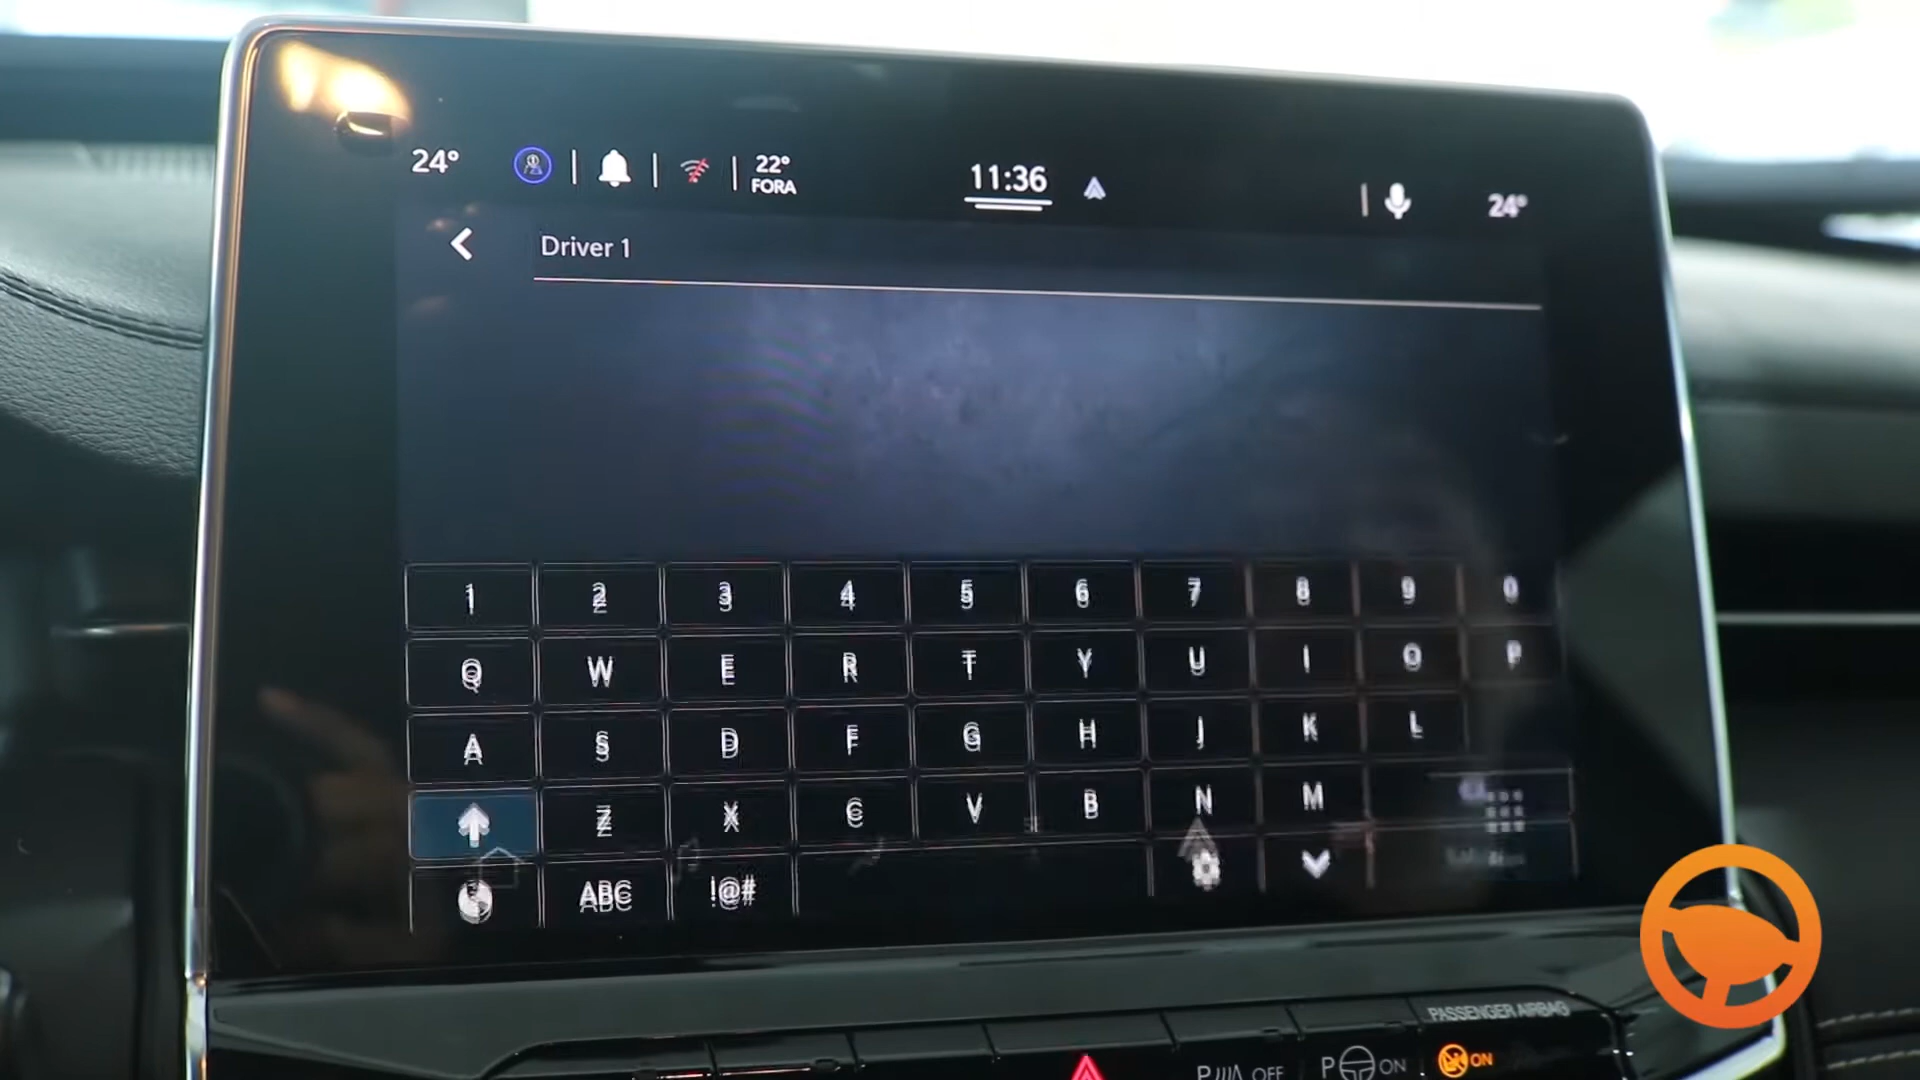 24° 22° 11:36 24°
FORA
Driver 1
1 2 3 4 5 6 7 8 9 0
Q W E R T Y U I O P
A S D F G H J K L
Z X C V B N M
ABC !@#
PASSENGER AIRBAG
P OFF P ON ON